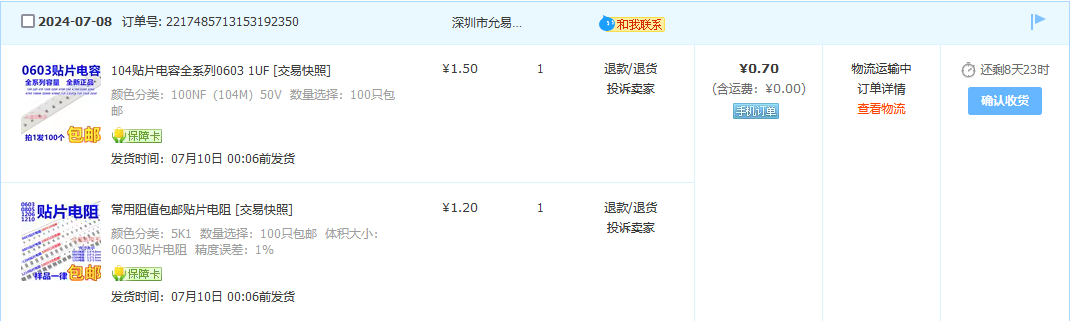 2024-07-08 订单号: 2217485713153192350 深圳市允易... 和我联系
0603贴片电容
全系列容量 全新正品
拍1发100个 包邮
104贴片电容全系列0603 1UF [交易快照]
颜色分类：100NF（104M）50V 数量选择：100只包
邮
保障卡
发货时间：07月10日 00:06前发货
¥1.50
1
退款/退货
投诉卖家
¥0.70
(含运费：¥0.00)
手机订单
物流运输中
订单详情
查看物流
还剩8天23时
确认收货
0603
0805
1206
1210
贴片电阻
样品一律 包邮
常用阻值包邮贴片电阻 [交易快照]
颜色分类：5K1 数量选择：100只包邮 体积大小：
0603贴片电阻 精度误差：1%
保障卡
发货时间：07月10日 00:06前发货
¥1.20
1
退款/退货
投诉卖家